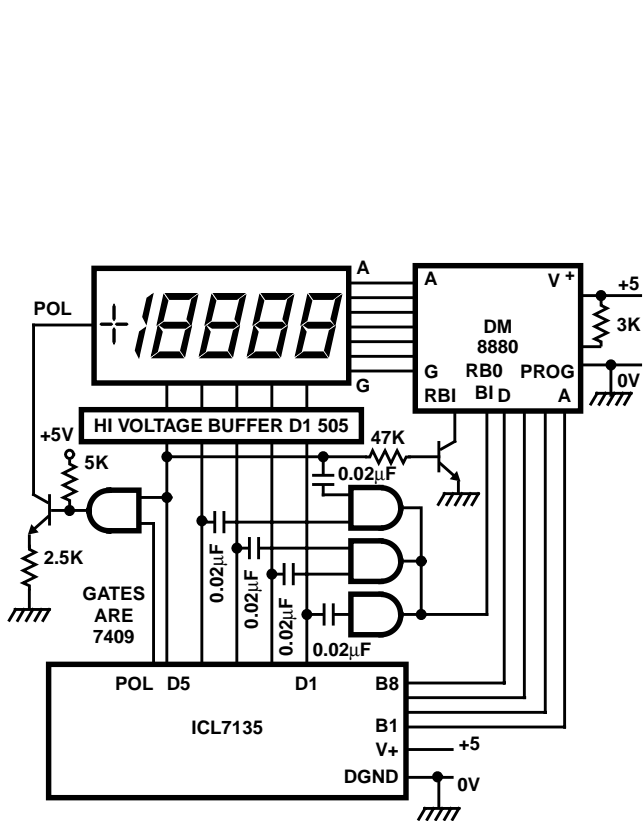 A
A
V+
+5
POL
DM
8880
3K
G
RB0
PROG
G
RBI
BI
D
A
0V
HI VOLTAGE BUFFER D1 505
+5V
47K
5K
0.02µF
2.5K
0.02µF
0.02µF
0.02µF
GATES
ARE
7409
0.02µF
POL
D5
D1
B8
ICL7135
B1
V+
+5
DGND
0V